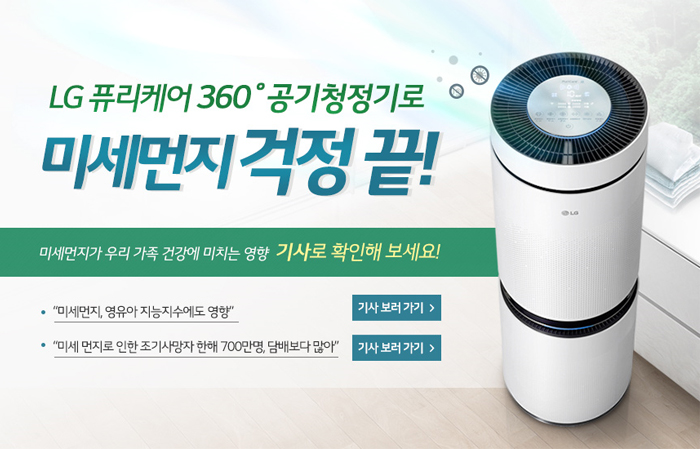 LG 퓨리케어 360˚ 공기청정기로
미세먼지 걱정 끝!
미세먼지가 우리 가족 건강에 미치는 영향 기사로 확인해 보세요!
• "미세먼지, 영유아 지능지수에도 영향" 기사 보러 가기 >
• "미세 먼지로 인한 조기사망자 한해 700만명, 담배보다 많아" 기사 보러 가기 >
LG